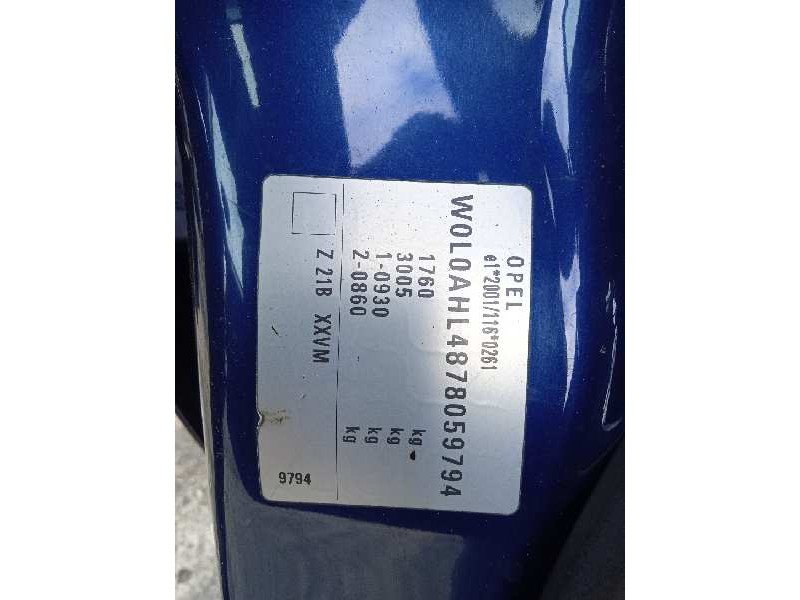 OPEL
e1*2001/116*0261
W0L0AHL4878059794
1760 kg
3005 kg
1-0930 kg
2-0860 kg
Z 21B XXVM
9794